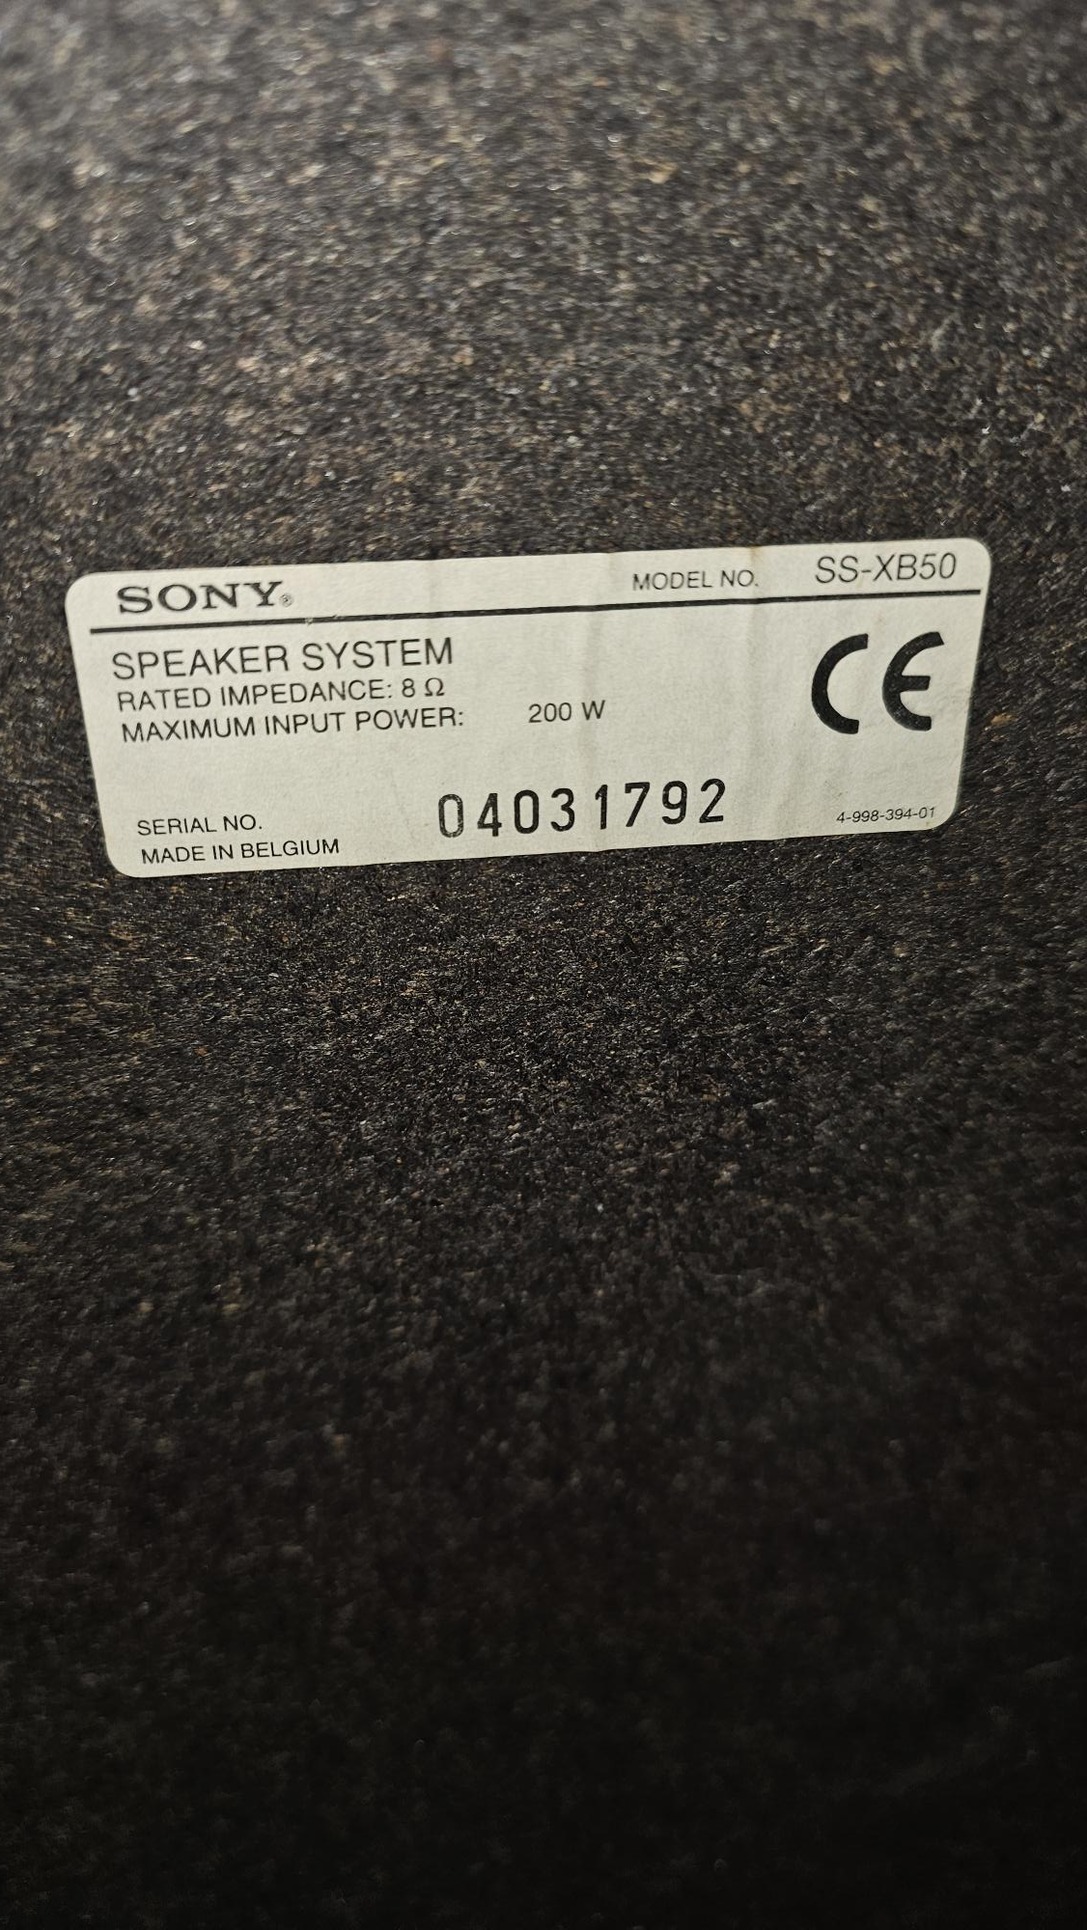 SONY®
MODEL NO. SS-XB50
SPEAKER SYSTEM
RATED IMPEDANCE: 8 Ω
MAXIMUM INPUT POWER: 200 W
CE
SERIAL NO. 04031792
MADE IN BELGIUM
4-998-394-01